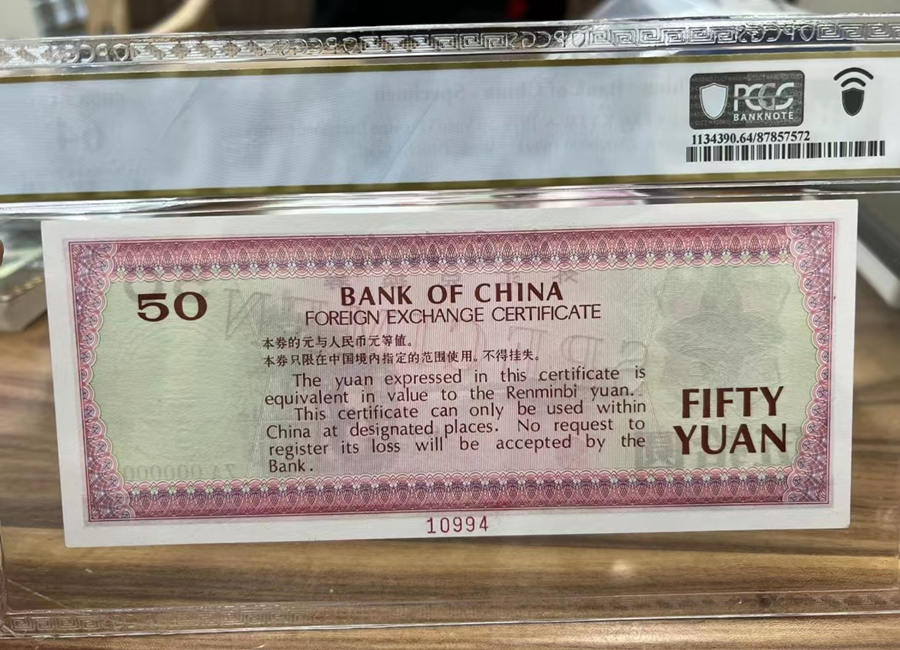 PCGS
BANKNOTE
1134390.64/87857572
50
BANK OF CHINA
FOREIGN EXCHANGE CERTIFICATE
本券的元与人民币元等值。
本券只限在中国境内指定的范围使用。不得挂失。
The yuan expressed in this certificate is
equivalent in value to the Renminbi yuan.
This certificate can only be used within
China at designated places. No request to
register its loss will be accepted by the
Bank.
FIFTY
YUAN
10994